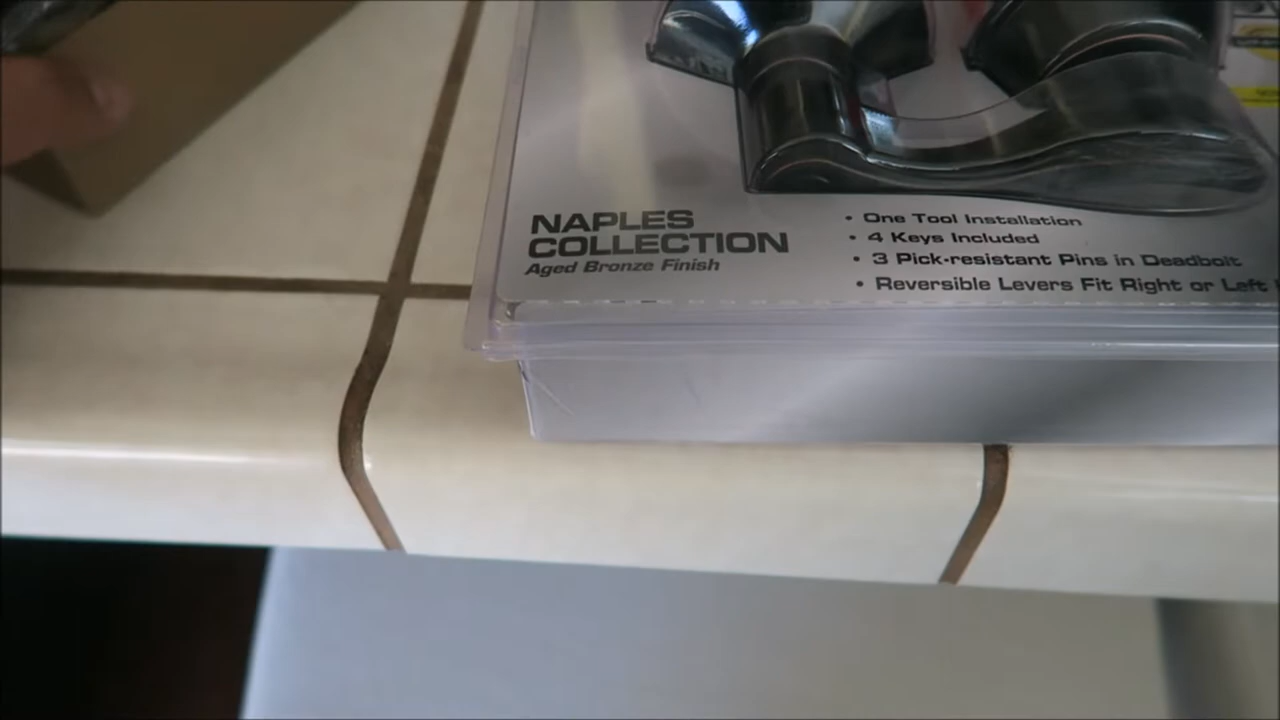 NAPLES
COLLECTION
Aged Bronze Finish
• One Tool Installation
• 4 Keys Included
• 3 Pick-resistant Pins in Deadbolt
• Reversible Levers Fit Right or Left